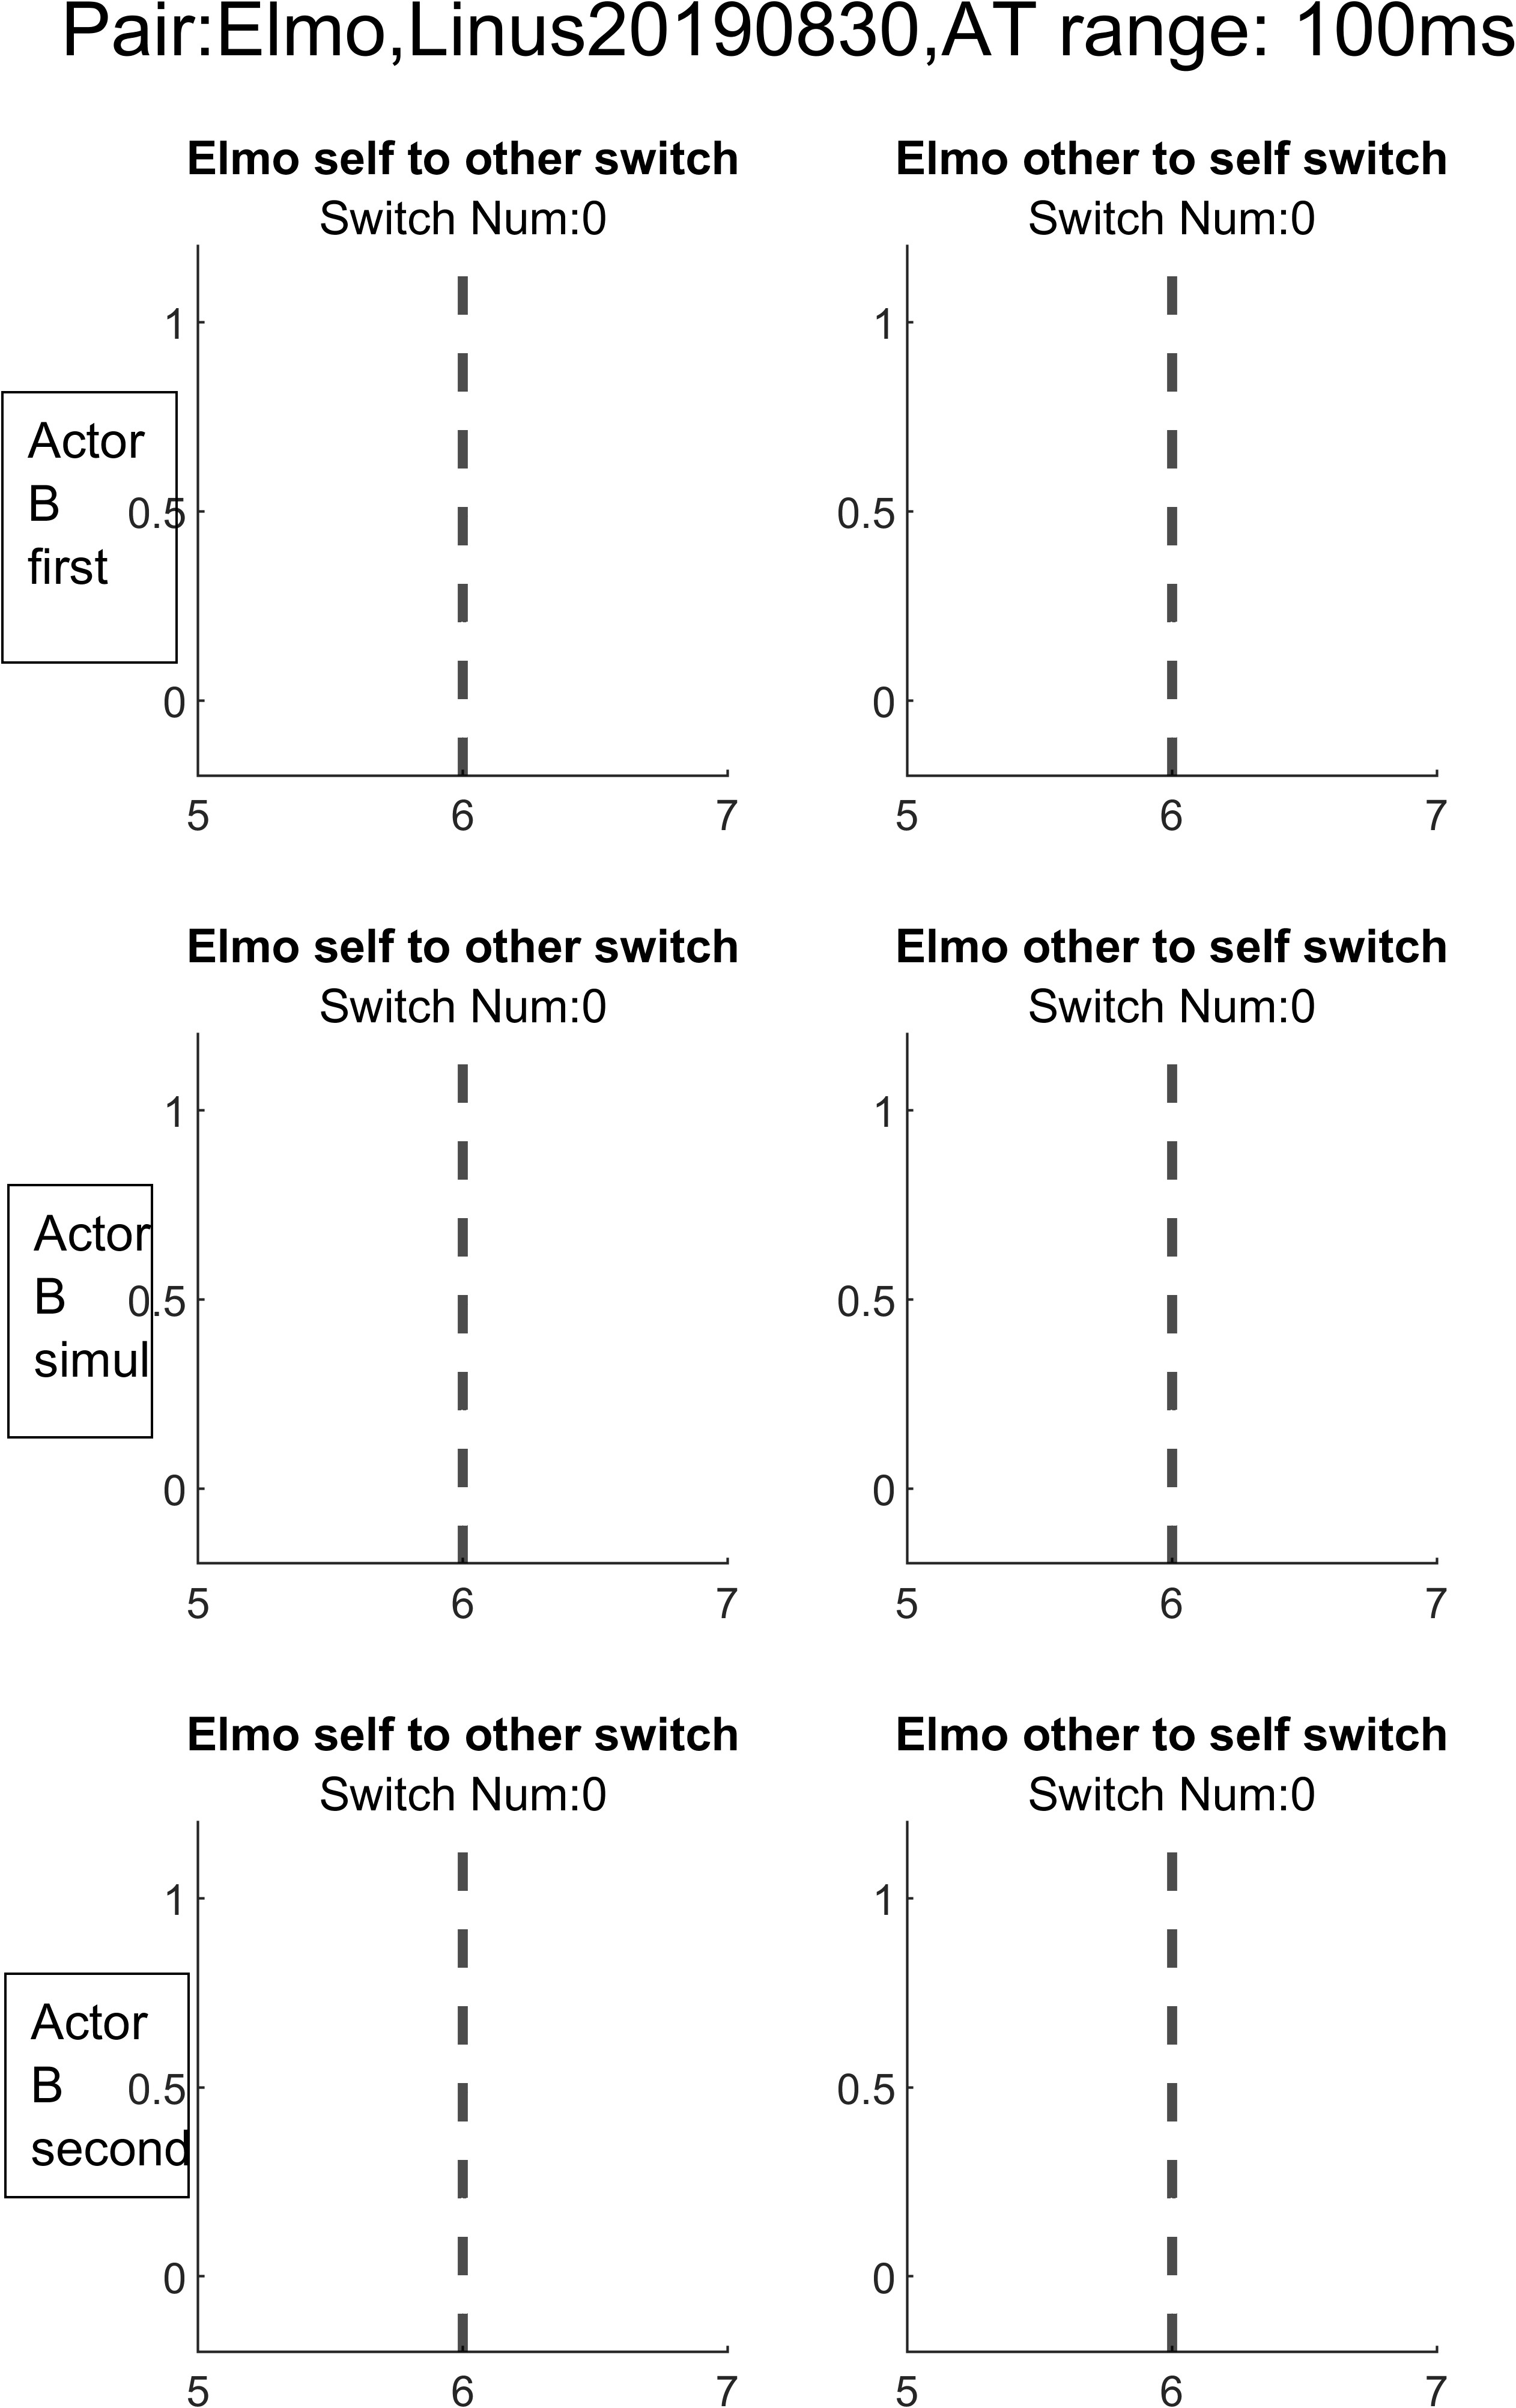 Pair:Elmo,Linus20190830,AT range: 100ms
Elmo self to other switch
Switch Num:0
1
0.5
0
5 6 7
Elmo other to self switch
Switch Num:0
1
0.5
0
5 6 7
Actor
B
first
Elmo self to other switch
Switch Num:0
1
0.5
0
5 6 7
Elmo other to self switch
Switch Num:0
1
0.5
0
5 6 7
Actor
B
simul
Elmo self to other switch
Switch Num:0
1
0.5
0
5 6 7
Elmo other to self switch
Switch Num:0
1
0.5
0
5 6 7
Actor
B
second